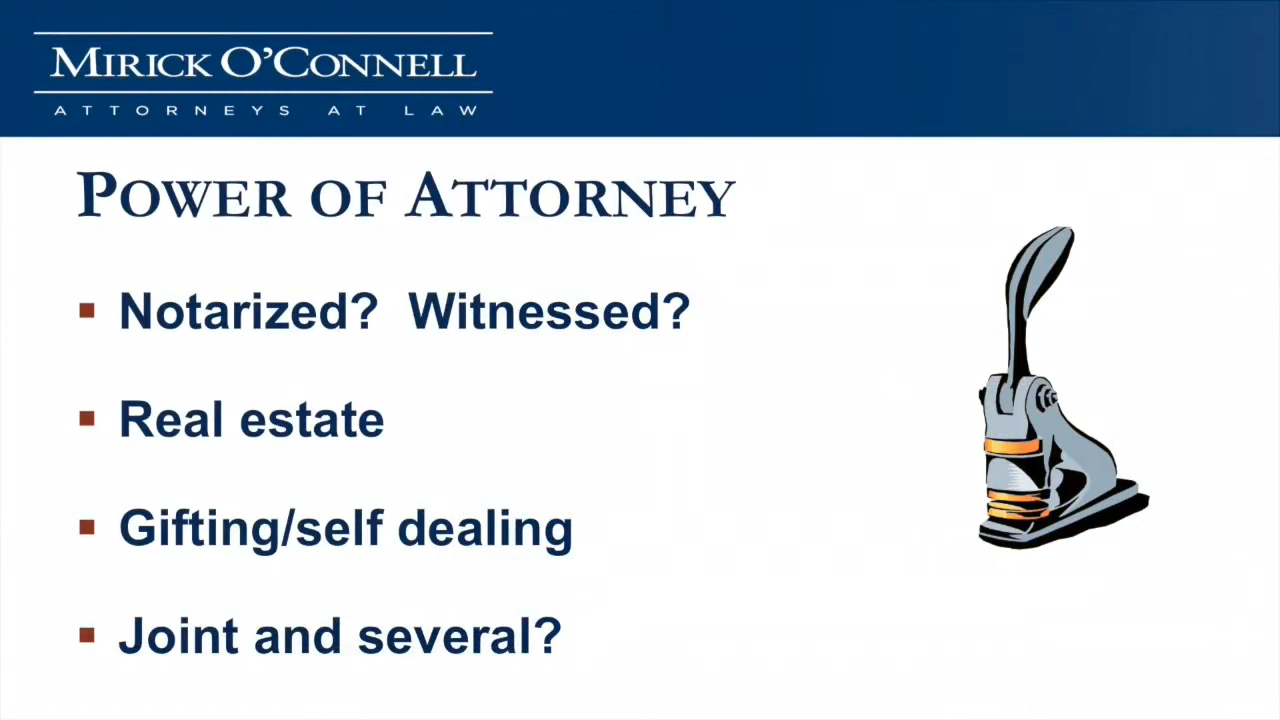 MIRICK O'CONNELL
ATTORNEYS AT LAW
POWER OF ATTORNEY
▪ Notarized? Witnessed?
▪ Real estate
▪ Gifting/self dealing
▪ Joint and several?